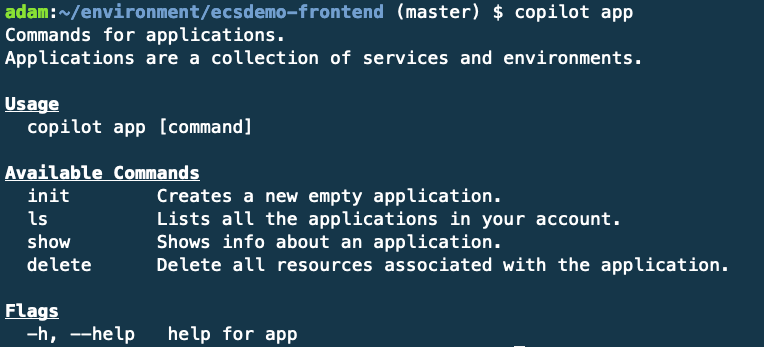 adam:~/environment/ecsdemo-frontend (master) $ copilot app
Commands for applications.
Applications are a collection of services and environments.
Usage
copilot app [command]
Available Commands
init Creates a new empty application.
ls Lists all the applications in your account.
show Shows info about an application.
delete Delete all resources associated with the application.
Flags
-h, --help help for app